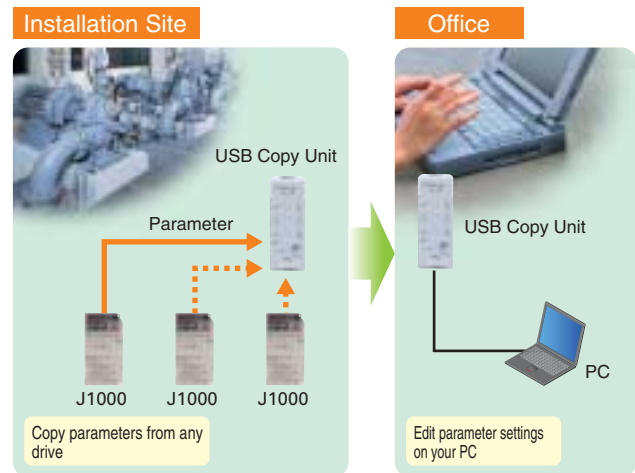 Installation Site
USB Copy Unit
Parameter
J1000
J1000
J1000
Copy parameters from any
drive
Office
USB Copy Unit
PC
Edit parameter settings
on your PC